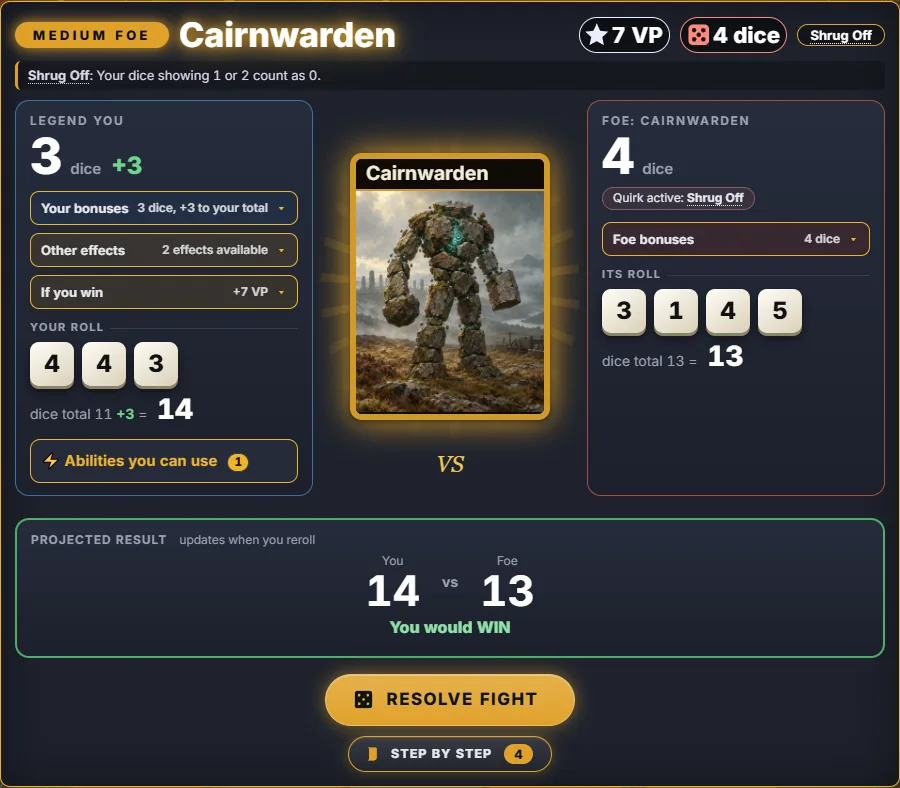 MEDIUM FOE Cairnwarden 7 VP 4 dice Shrug Off
Shrug Off: Your dice showing 1 or 2 count as 0.
LEGEND YOU
3 dice +3
Your bonuses 3 dice, +3 to your total
Other effects 2 effects available
If you win +7 VP
YOUR ROLL
4 4 3
dice total 11 +3 = 14
Abilities you can use 1
Cairnwarden
VS
FOE: CAIRNWARDEN
4 dice
Quirk active: Shrug Off
Foe bonuses 4 dice
ITS ROLL
3 1 4 5
dice total 13 = 13
PROJECTED RESULT updates when you reroll
You Foe
14 vs 13
You would WIN
RESOLVE FIGHT
STEP BY STEP 4